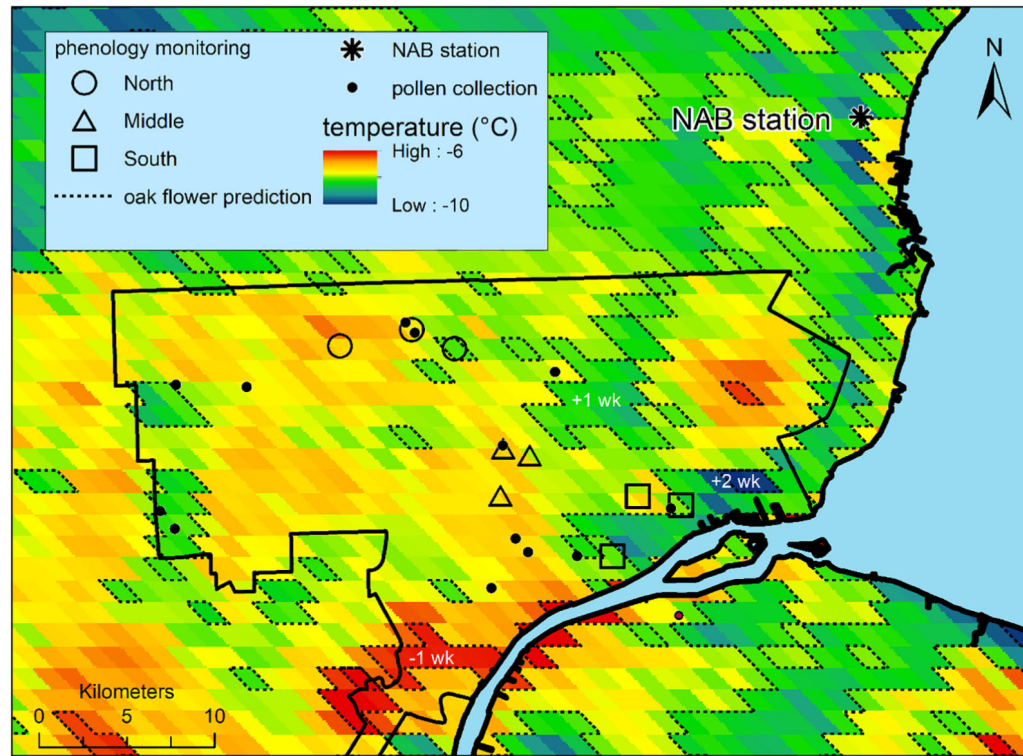 phenology monitoring
North
Middle
South
oak flower prediction
NAB station
pollen collection
temperature (°C)
High : -6
Low : -10
NAB station
N
+1 wk
+2 wk
-1 wk
Kilometers
0 5 10